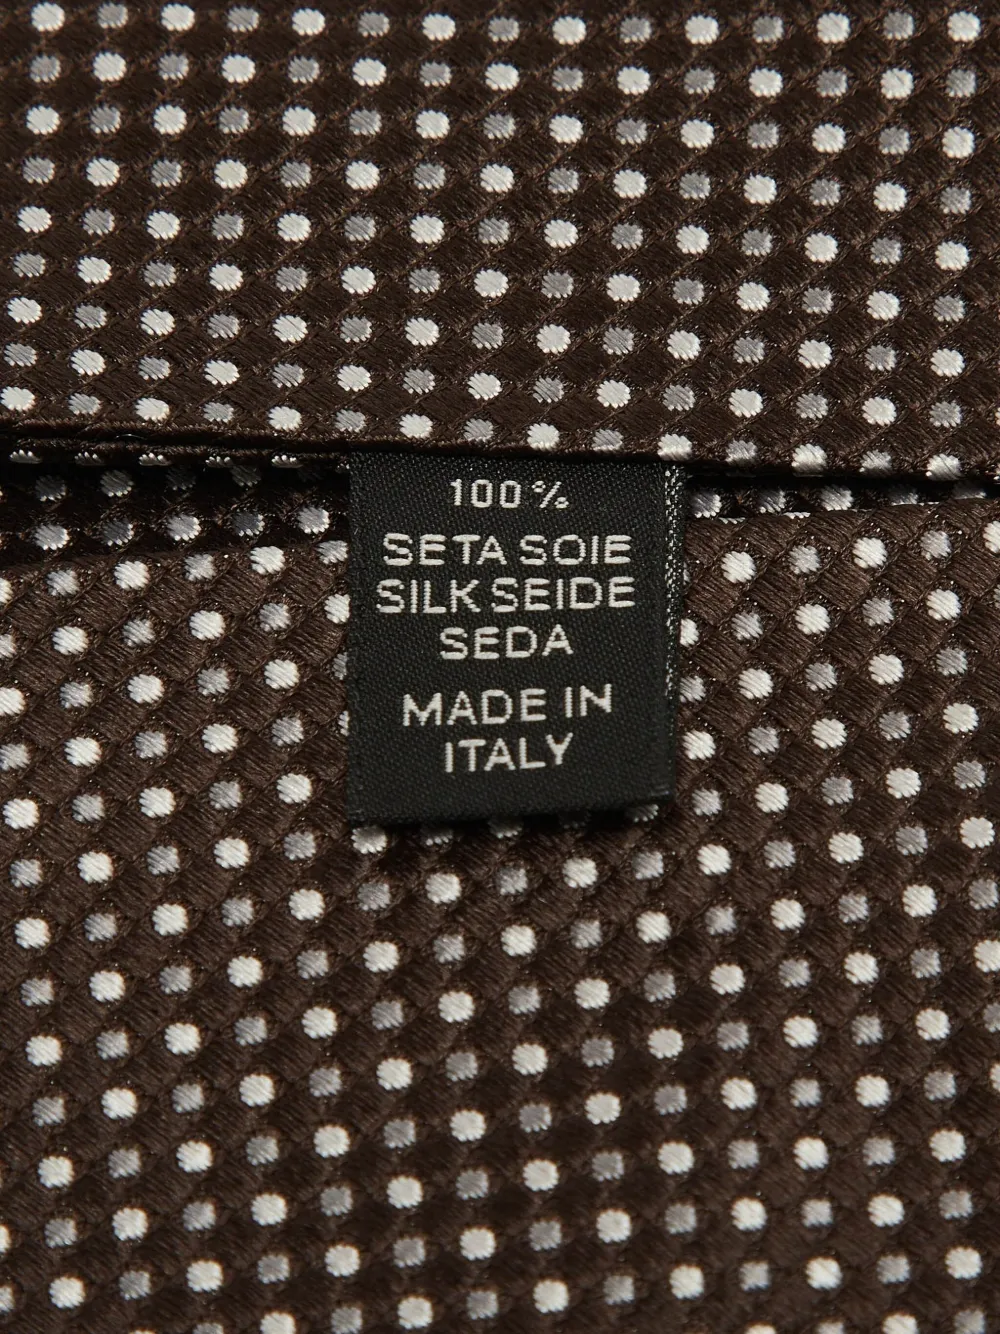 100%
SETA SOIE
SILK SEIDE
SEDA
MADE IN
ITALY